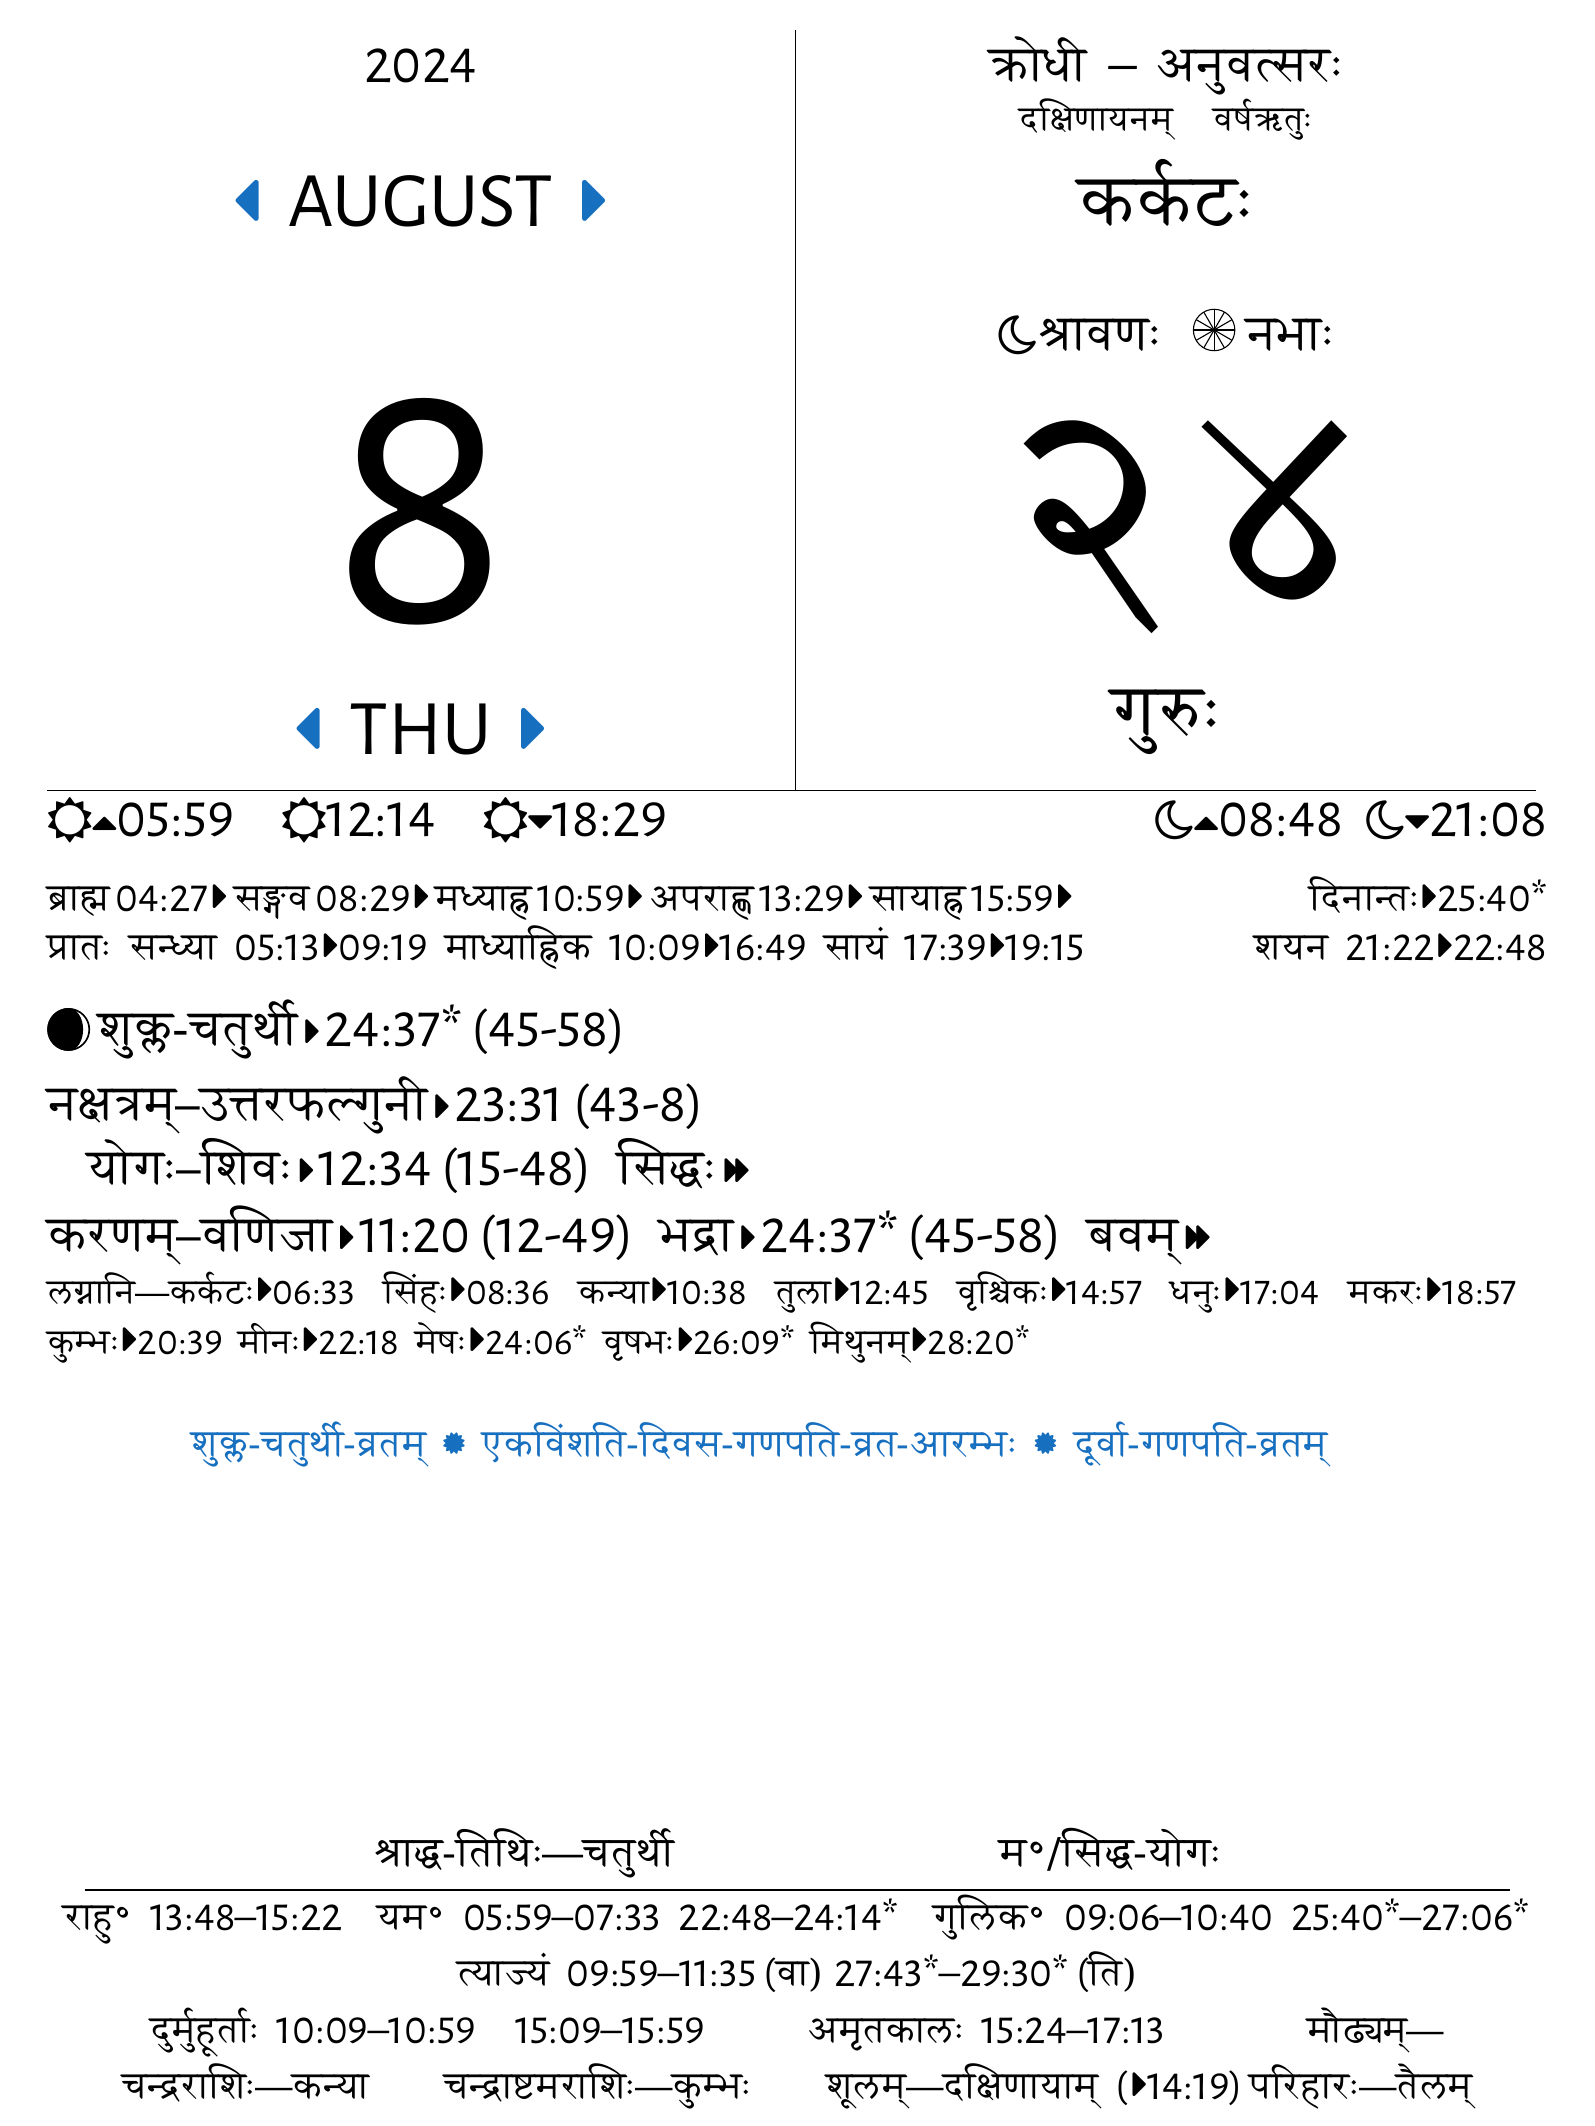 2024
AUGUST
8
THU
क्रोधी – अनुवत्सरः
दक्षिणायनम् वर्षऋतुः
कर्कटः
श्रावणः नभाः
२४
गुरुः
05:59 12:14 18:29 08:48 21:08
ब्राह्म 04:27 सङ्गव 08:29 मध्याह्न 10:59 अपराह्ण 13:29 सायाह्न 15:59 दिनान्तः 25:40*
प्रातः सन्ध्या 05:13 09:19 माध्याह्निक 10:09 16:49 सायं 17:39 19:15 शयन 21:22 22:48
शुक्ल-चतुर्थी 24:37* (45-58)
नक्षत्रम्–उत्तरफल्गुनी 23:31 (43-8)
योगः–शिवः 12:34 (15-48) सिद्धः
करणम्–वणिजा 11:20 (12-49) भद्रा 24:37* (45-58) बवम्
लग्नानि—कर्कटः 06:33 सिंहः 08:36 कन्या 10:38 तुला 12:45 वृश्चिकः 14:57 धनुः 17:04 मकरः 18:57
कुम्भः 20:39 मीनः 22:18 मेषः 24:06* वृषभः 26:09* मिथुनम् 28:20*
शुक्ल-चतुर्थी-व्रतम् ✹ एकविंशति-दिवस-गणपति-व्रत-आरम्भः ✹ दूर्वा-गणपति-व्रतम्
श्राद्ध-तिथिः—चतुर्थी म॰/सिद्ध-योगः
राहु॰ 13:48–15:22 यम॰ 05:59–07:33 22:48–24:14* गुलिक॰ 09:06–10:40 25:40*–27:06*
त्याज्यं 09:59–11:35 (वा) 27:43*–29:30* (ति)
दुर्मुहूर्ताः 10:09–10:59 15:09–15:59 अमृतकालः 15:24–17:13 मौढ्यम्—
चन्द्रराशिः—कन्या चन्द्राष्टमराशिः—कुम्भः शूलम्—दक्षिणायाम् (14:19) परिहारः—तैलम्